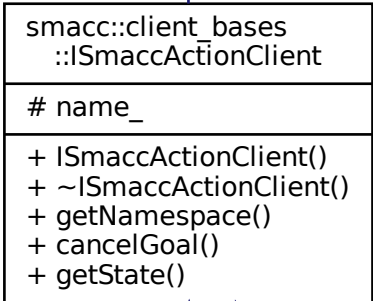 smacc::client_bases
::ISmaccActionClient
# name_
+ ISmaccActionClient()
+ ~ISmaccActionClient()
+ getNamespace()
+ cancelGoal()
+ getState()